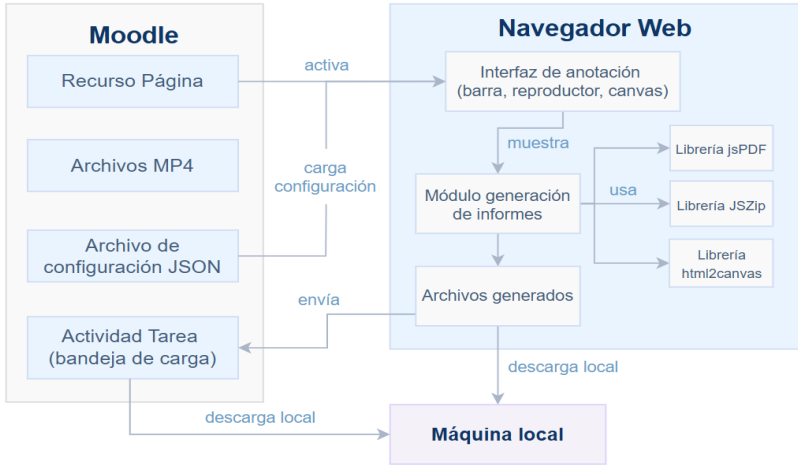 Moodle
Recurso Página
Archivos MP4
Archivo de
configuración JSON
Actividad Tarea
(bandeja de carga)
activa
carga
configuración
envía
descarga local
Navegador Web
Interfaz de anotación
(barra, reproductor, canvas)
muestra
Módulo generación
de informes
usa
Librería jsPDF
Librería JSZip
Librería
html2canvas
Archivos generados
descarga local
Máquina local